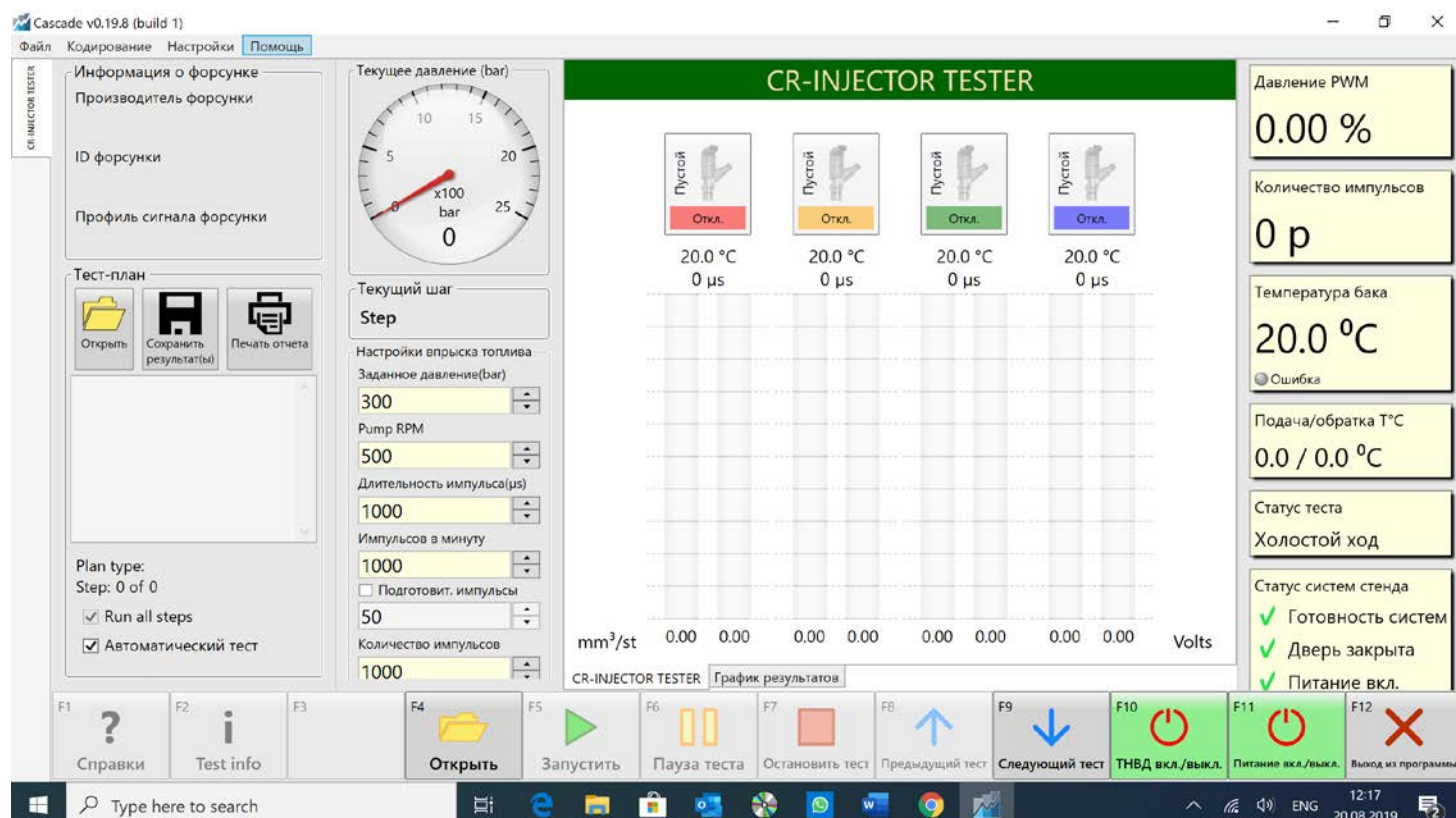 Cascade v0.19.8 (build 1)
Файл Кодирование Настройки Помощь
CR-INJECTOR TESTER
Информация о форсунке
Производитель форсунки
ID форсунки
Профиль сигнала форсунки
Тест-план
Открыть
Сохранить
результат(ы)
Печать отчета
Plan type:
Step: 0 of 0
Run all steps
Автоматический тест
Текущее давление (bar)
0 5 10 15 20 25
x100
bar
0
Текущий шаг
Step
Настройки впрыска топлива
Заданное давление(bar)
300
Pump RPM
500
Длительность импульса(µs)
1000
Импульсов в минуту
1000
Подготовит. импульсы
50
Количество импульсов
1000
CR-INJECTOR TESTER
Пустой Пустой Пустой Пустой
Откл. Откл. Откл. Откл.
20.0 °C 20.0 °C 20.0 °C 20.0 °C
0 µs 0 µs 0 µs 0 µs
mm³/st 0.00 0.00 0.00 0.00 0.00 0.00 0.00 0.00 Volts
CR-INJECTOR TESTER График результатов
Давление PWM
0.00 %
Количество импульсов
0 p
Температура бака
20.0 ⁰C
Ошибка
Подача/обратка T°C
0.0 / 0.0 ⁰C
Статус теста
Холостой ход
Статус систем стенда
Готовность систем
Дверь закрыта
Питание вкл.
F1 F2 F3 F4 F5 F6 F7 F8 F9 F10 F11 F12
Справки Test info Открыть Запустить Пауза теста Остановить тест Предыдущий тест Следующий тест ТНВД вкл./выкл. Питание вкл./выкл. Выход из программы
Type here to search
ENG
12:17
20.08.2019
2